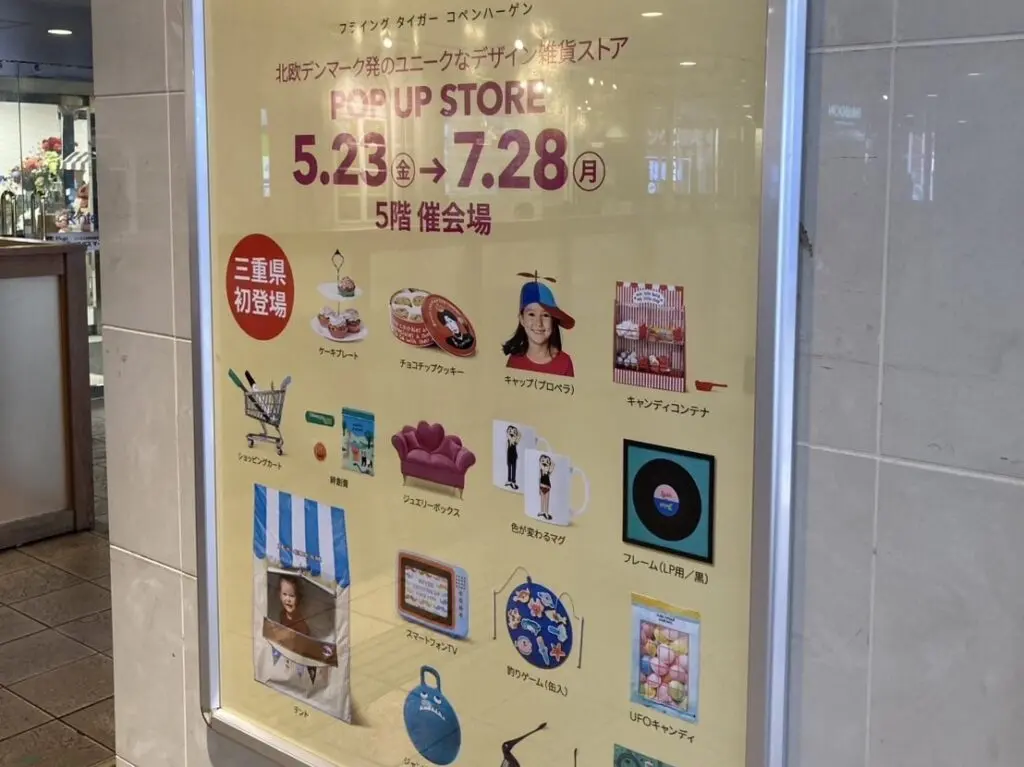 フライング タイガー コペンハーゲン
北欧デンマーク発のユニークなデザイン雑貨ストア
POP UP STORE
5.23㊎→7.28㊊
5階 催会場
三重県
初登場
ケーキプレート
チョコチップクッキー
キャップ(プロペラ)
キャンディコンテナ
ショッピングカート
絆創膏
ジュエリーボックス
色が変わるマグ
フレーム(LP用/黒)
テント
スマートフォンTV
釣りゲーム(缶入)
UFOキャンディ